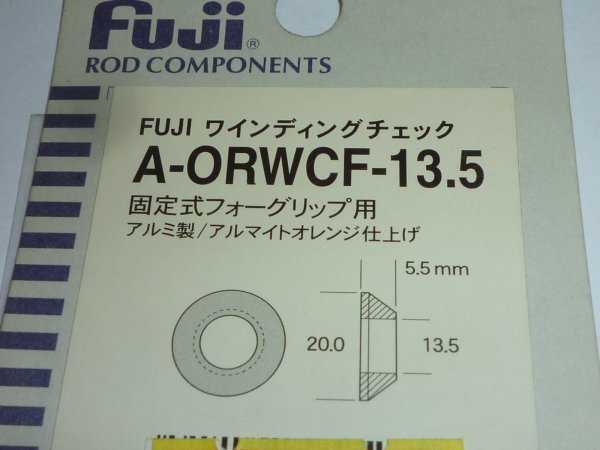 Fuji®
ROD COMPONENTS
FUJI ワインディングチェック
A-ORWCF-13.5
固定式フォーグリップ用
アルミ製/アルマイトオレンジ仕上げ
5.5mm
20.0
13.5